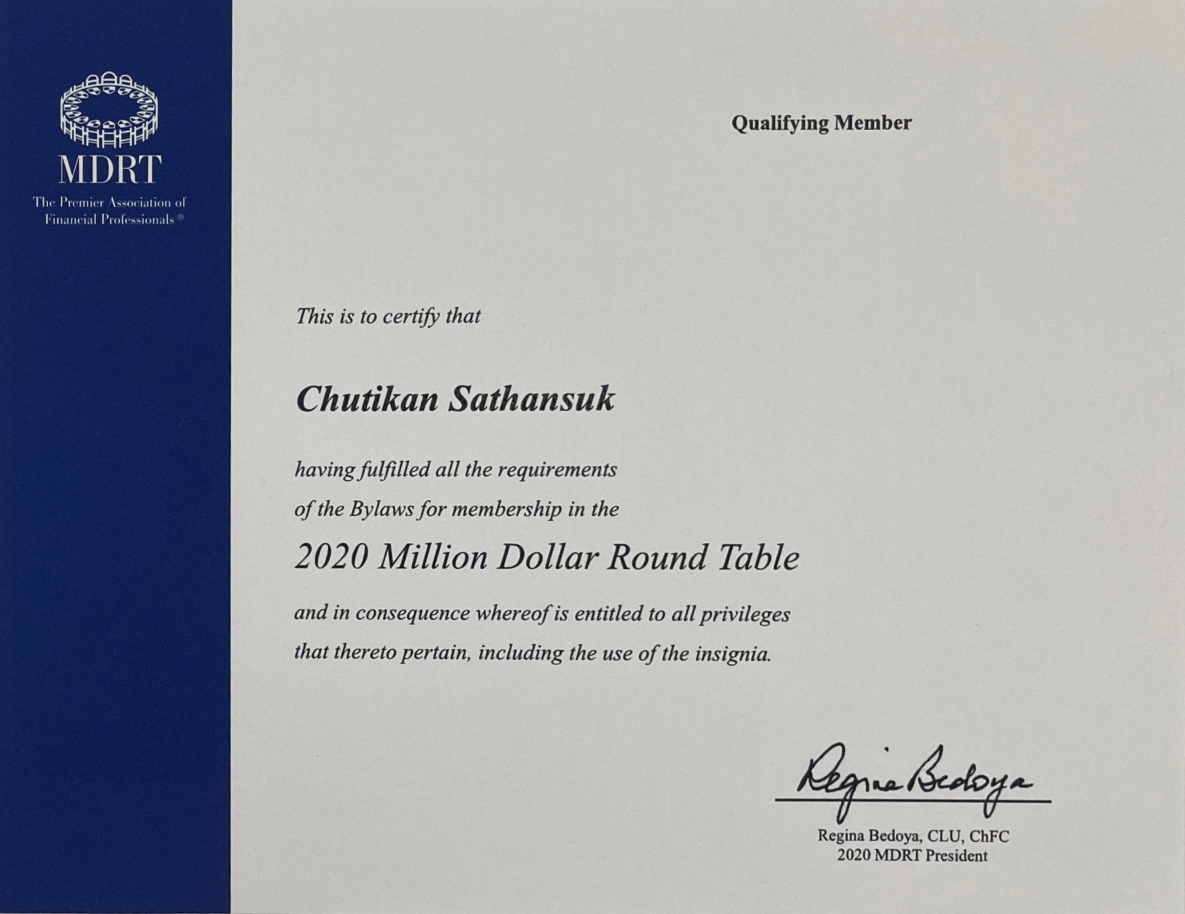 MDRT
The Premier Association of
Financial Professionals®
Qualifying Member
This is to certify that
Chutikan Sathansuk
having fulfilled all the requirements
of the Bylaws for membership in the
2020 Million Dollar Round Table
and in consequence whereof is entitled to all privileges
that thereto pertain, including the use of the insignia.
Regina Bedoya
Regina Bedoya, CLU, ChFC
2020 MDRT President